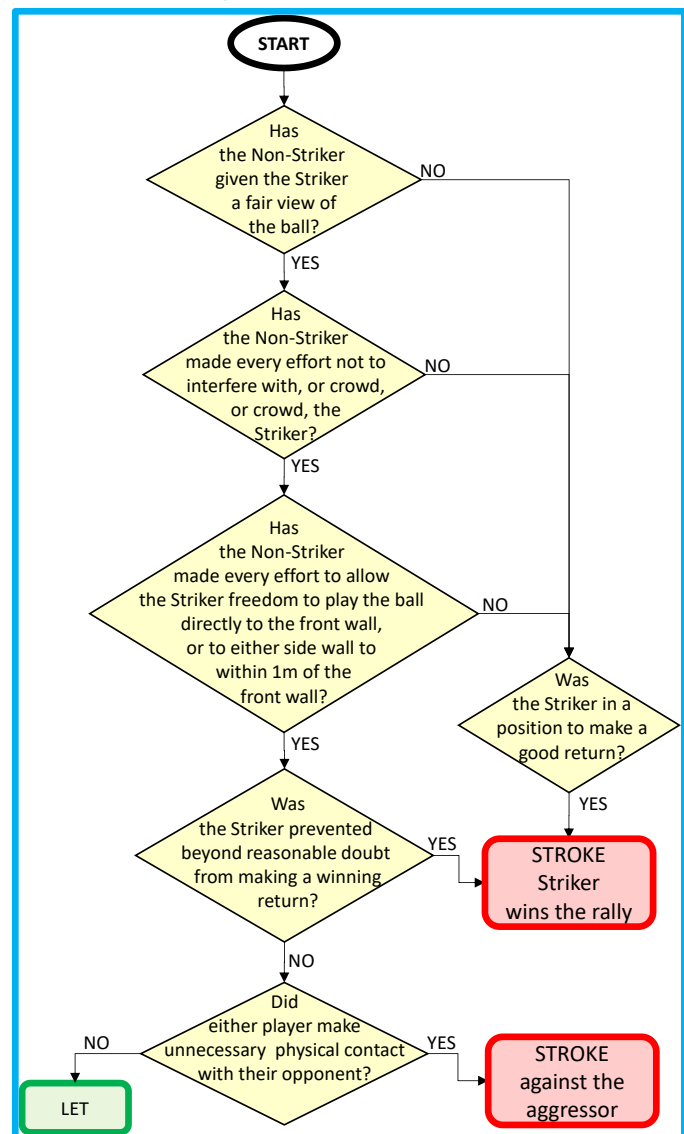 START
Has
the Non-Striker
given the Striker
a fair view of
the ball?
NO
YES
Has
the Non-Striker
made every effort not to
interfere with, or crowd,
or crowd, the
Striker?
NO
YES
Has
the Non-Striker
made every effort to allow
the Striker freedom to play the ball
directly to the front wall,
or to either side wall to
within 1m of the
front wall?
NO
YES
Was
the Striker in a
position to make a
good return?
YES
Was
the Striker prevented
beyond reasonable doubt
from making a winning
return?
YES
NO
STROKE
Striker
wins the rally
Did
either player make
unnecessary physical contact
with their opponent?
NO
YES
LET
STROKE
against the
aggressor